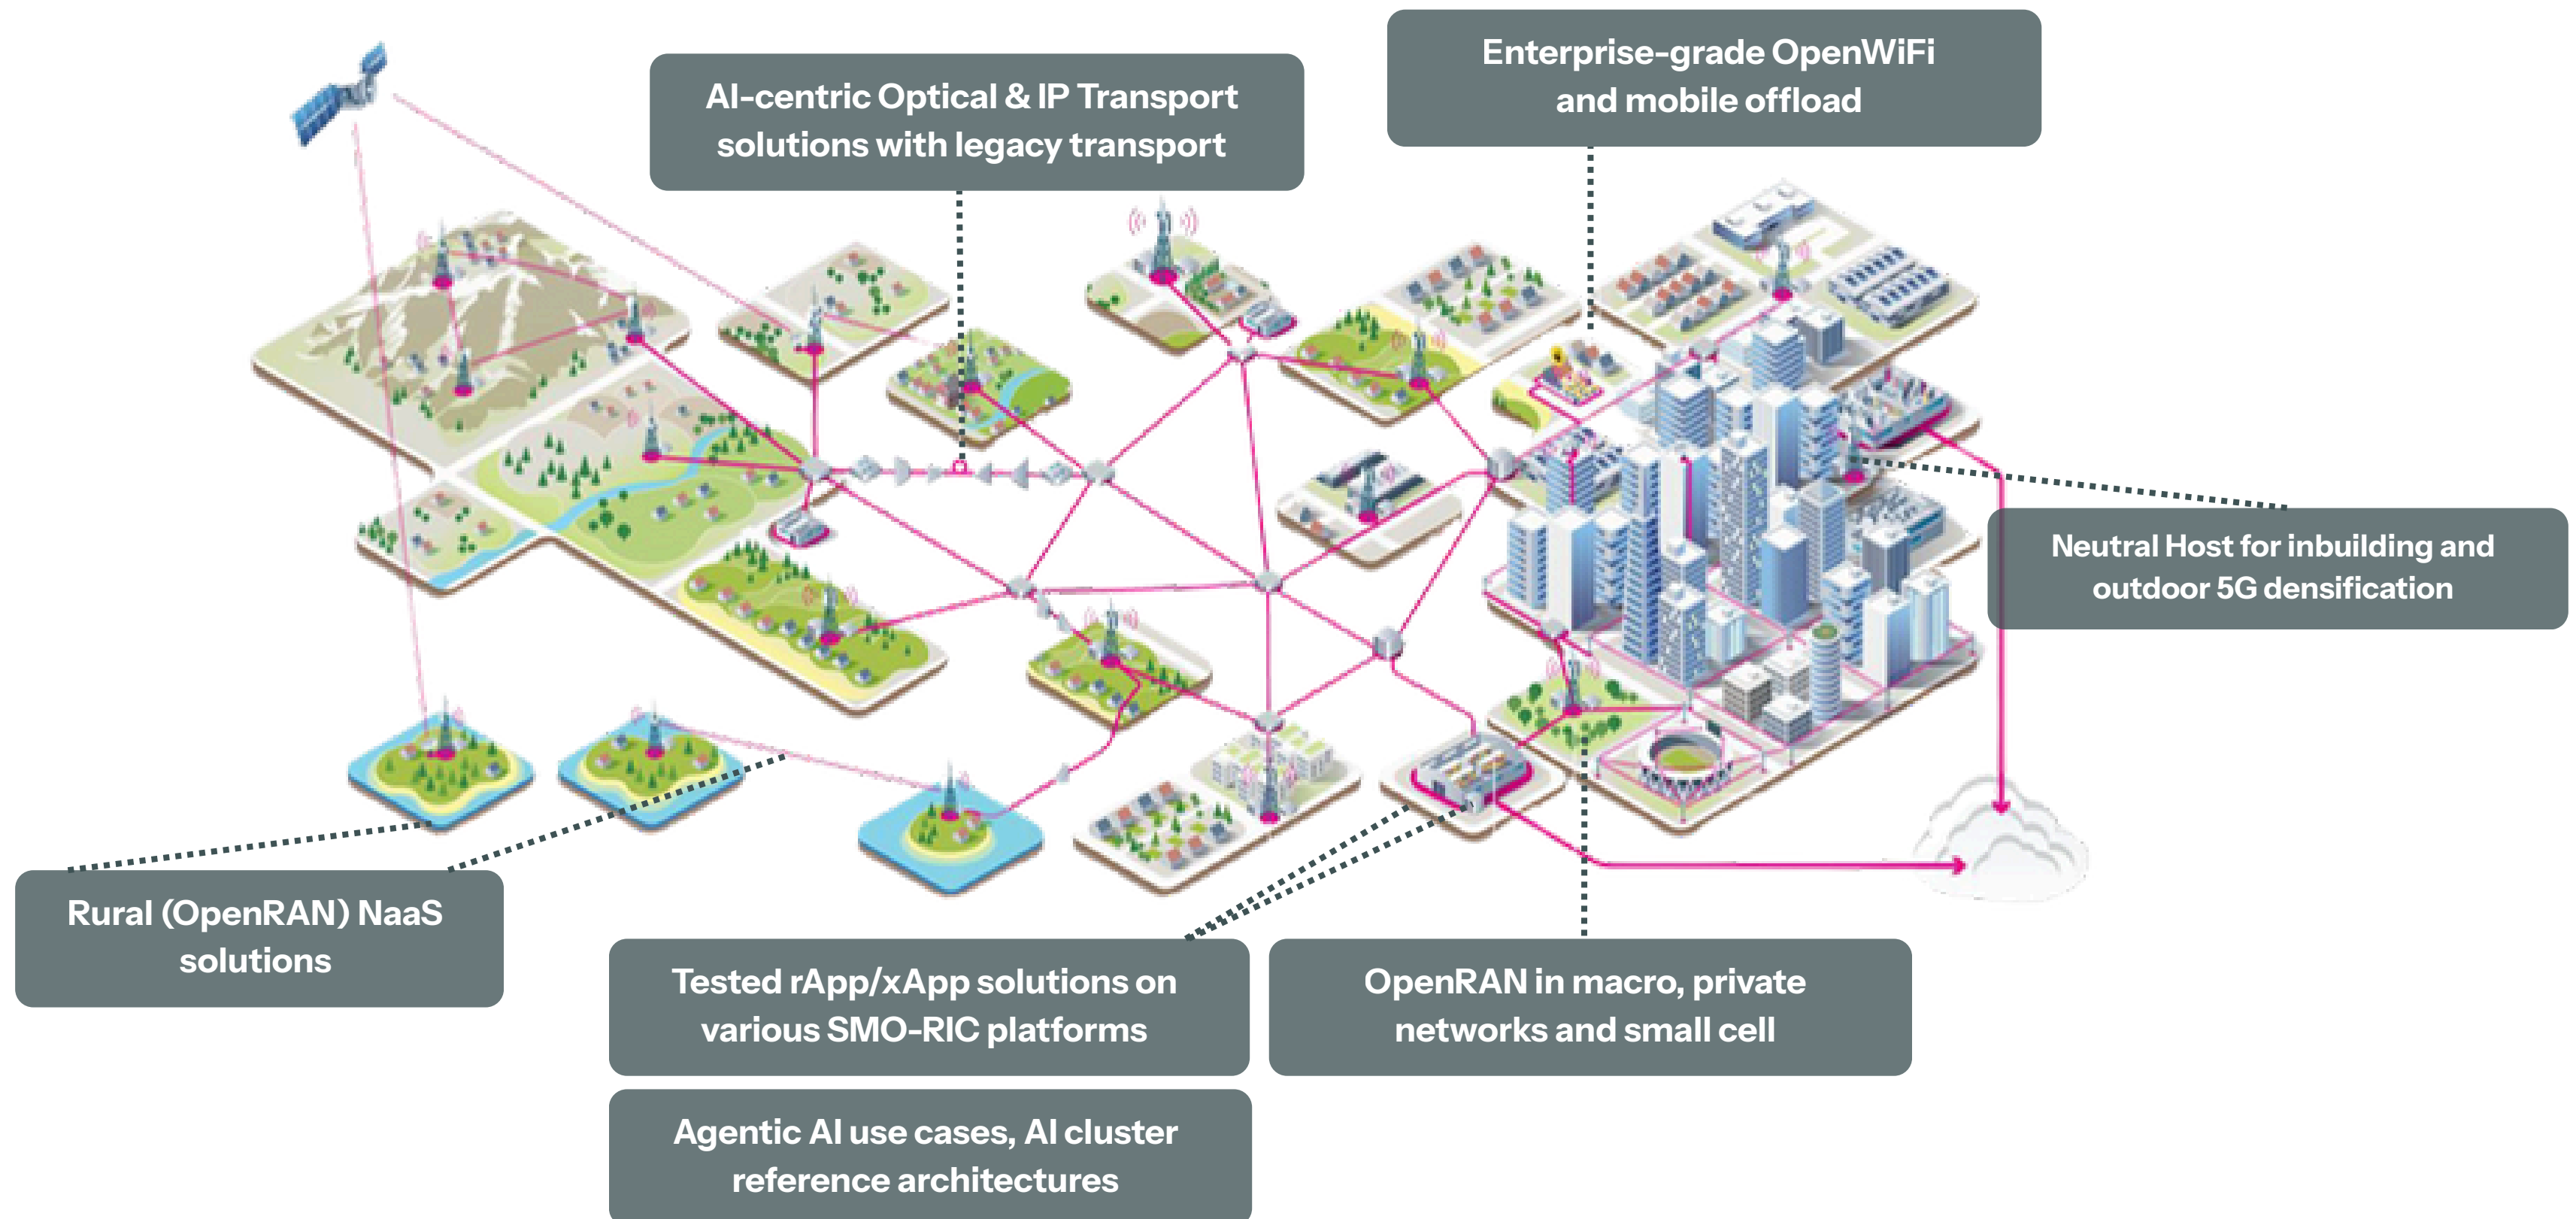 Enterprise-grade OpenWiFi
and mobile offload
AI-centric Optical & IP Transport
solutions with legacy transport
Neutral Host for inbuilding and
outdoor 5G densification
Rural (OpenRAN) NaaS
solutions
Tested rApp/xApp solutions on
various SMO-RIC platforms
OpenRAN in macro, private
networks and small cell
Agentic AI use cases, AI cluster
reference architectures